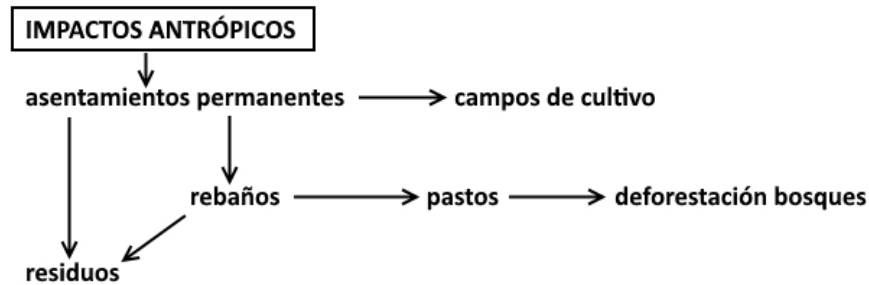 IMPACTOS ANTRÓPICOS
asentamientos permanentes
campos de cultivo
rebaños
pastos
deforestación bosques
residuos